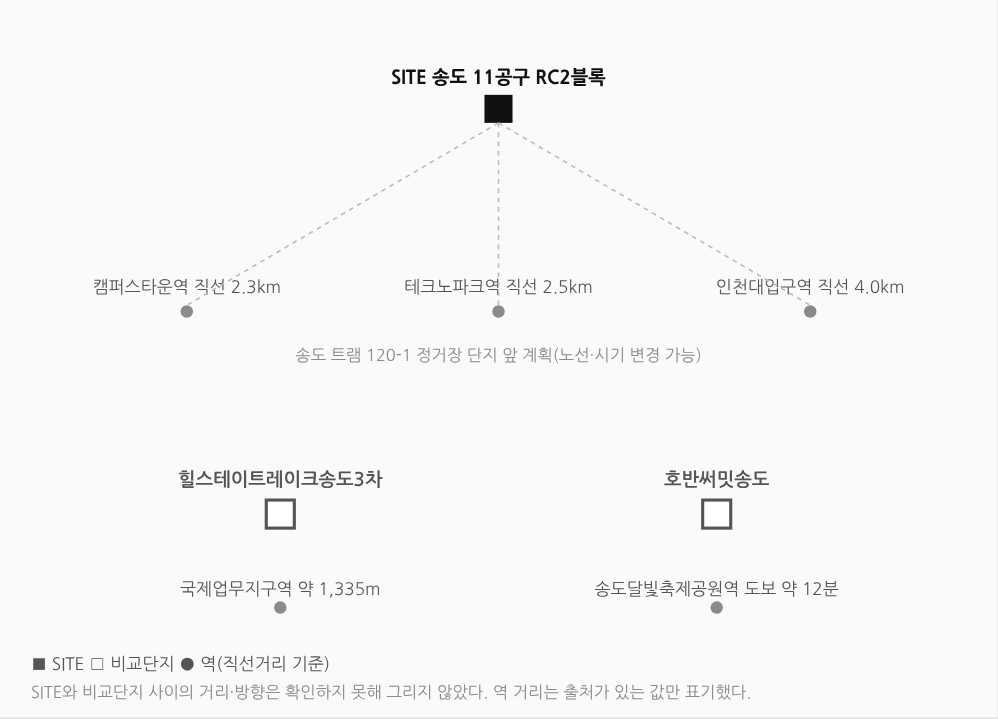 SITE 송도 11공구 RC2블록
캠퍼스타운역 직선 2.3km
테크노파크역 직선 2.5km
인천대입구역 직선 4.0km
송도 트램 120-1 정거장 단지 앞 계획(노선·시기 변경 가능)
힐스테이트레이크송도3차
호반써밋송도
국제업무지구역 약 1,335m
송도달빛축제공원역 도보 약 12분
■ SITE □ 비교단지 ● 역(직선거리 기준)
SITE와 비교단지 사이의 거리·방향은 확인하지 못해 그리지 않았다. 역 거리는 출처가 있는 값만 표기했다.